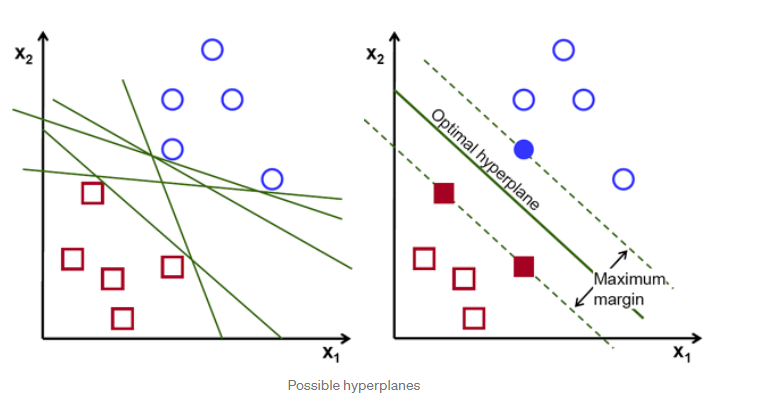 X₂
X₁
X₂
Optimal hyperplane
Maximum
margin
X₁
Possible hyperplanes